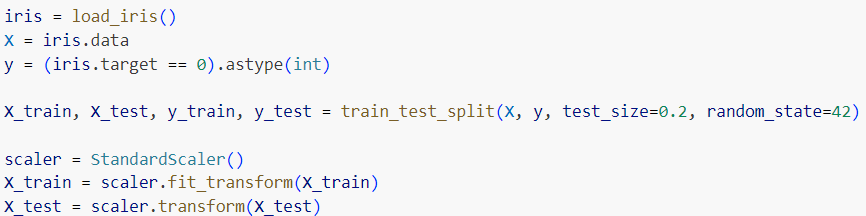 iris = load_iris()
X = iris.data
y = (iris.target == 0).astype(int)
X_train, X_test, y_train, y_test = train_test_split(X, y, test_size=0.2, random_state=42)
scaler = StandardScaler()
X_train = scaler.fit_transform(X_train)
X_test = scaler.transform(X_test)